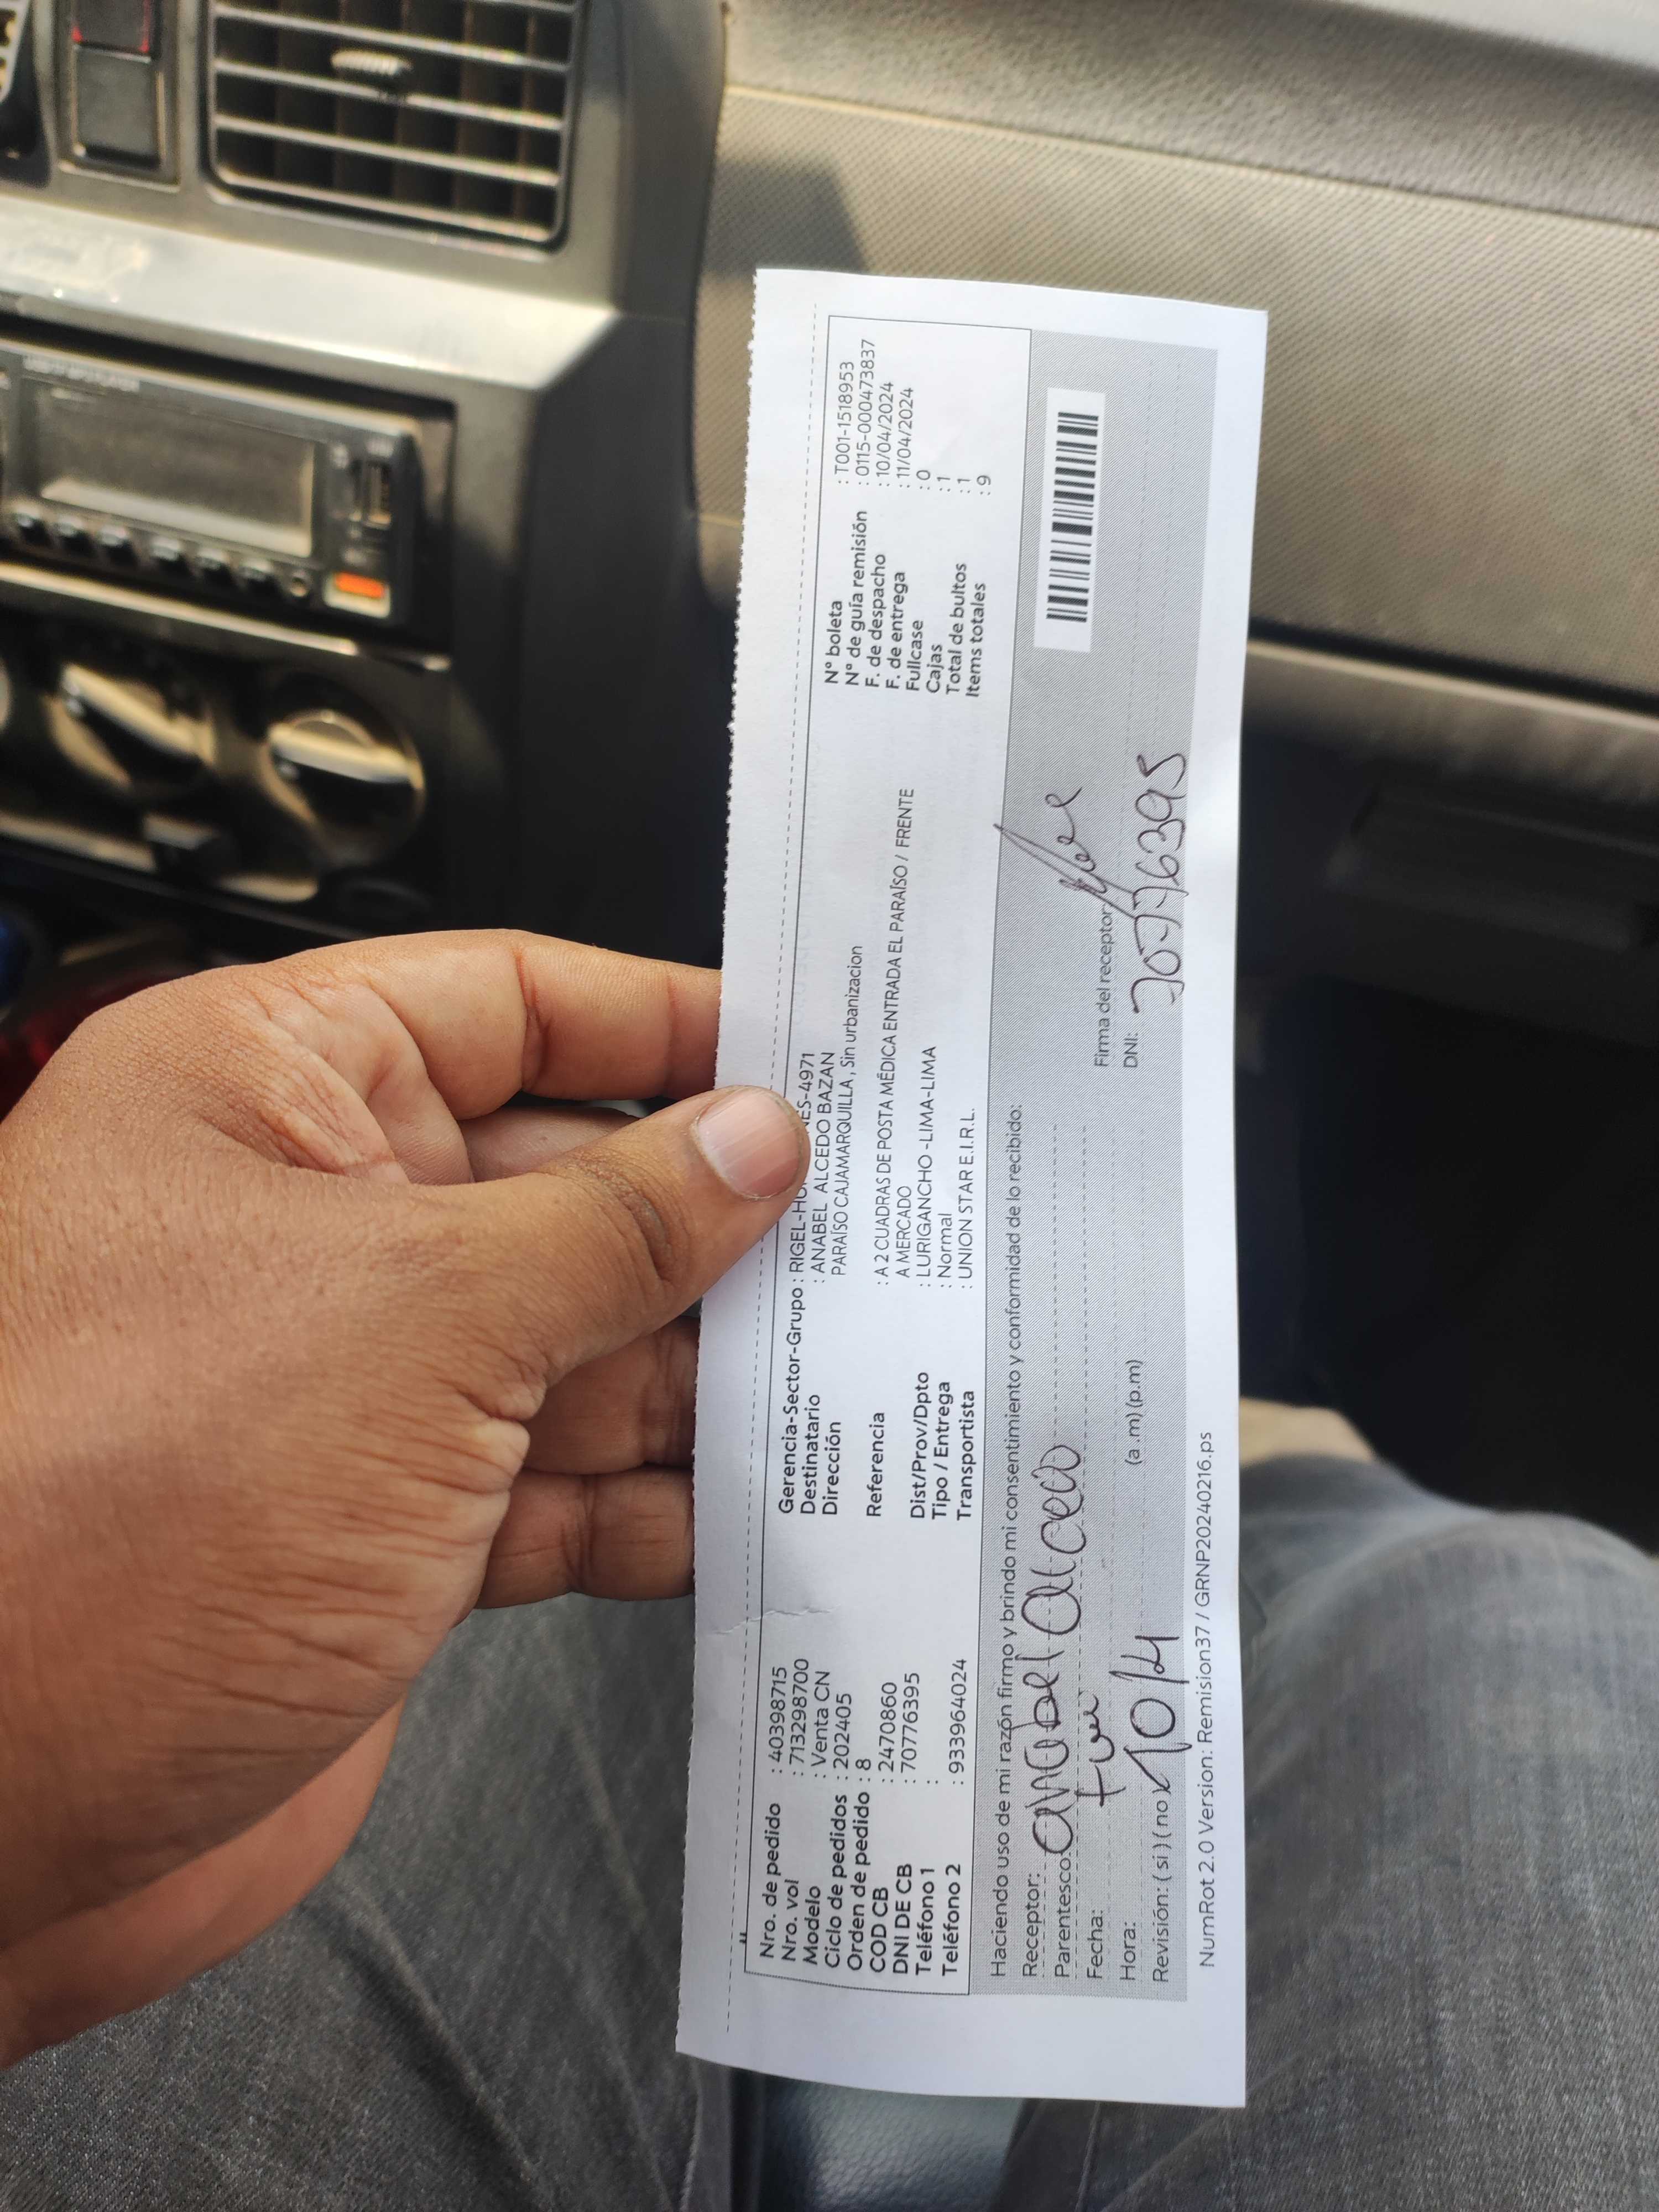 Nro. de pedido : 40398715
Nro. vol : 713298700
Modelo : Venta CN
Ciclo de pedidos : 202405
Orden de pedido : 8
COD CB : 2470860
DNI DE CB : 70776395
Teléfono 1 :
Teléfono 2 : 933964024
Gerencia-Sector-Grupo : RIGEL- ES-4971
Destinatario : ANABEL ALCEDO BAZAN
Dirección PARAÍSO CAJAMARQUILLA , Sin urbanizacion
Referencia : A 2 CUADRAS DE POSTA MÉDICA ENTRADA EL PARAÍSO / FRENTE
A MERCADO
Dist/Prov/Dpto : LURIGANCHO -LIMA-LIMA
Tipo / Entrega : Normal
Transportista : UNION STAR E.I.R.L.
N° boleta : T001-1518953
N° de guía remisión : 0115-000473837
F. de despacho : 10/04/2024
F. de entrega : 11/04/2024
Fullcase : 0
Cajas : 1
Total de bultos : 1
Items totales : 9
Haciendo uso de mi razón firmo y brindo mi consentimiento y conformidad de lo recibido:
Receptor: anabel alcedo
Parentesco:
Fecha:
Hora: (a .m) (p.m)
Revisión: ( si ) ( no ) 10/4
Firma del receptor:
DNI: 70776395
NumRot 2.0 Version: Remision37 / GRNP20240216.ps